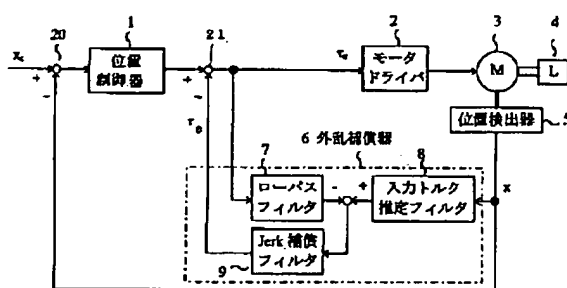 20
1
21
2
3
4
x
+
-
位置
制御器
+
-
τ
モータ
ドライバ
M
L
位置検出器
5
6 外乱補償器
7
8
ローパス
フィルタ
-
+
入力トルク
推定フィルタ
x
Jerk 補償
フィルタ
9